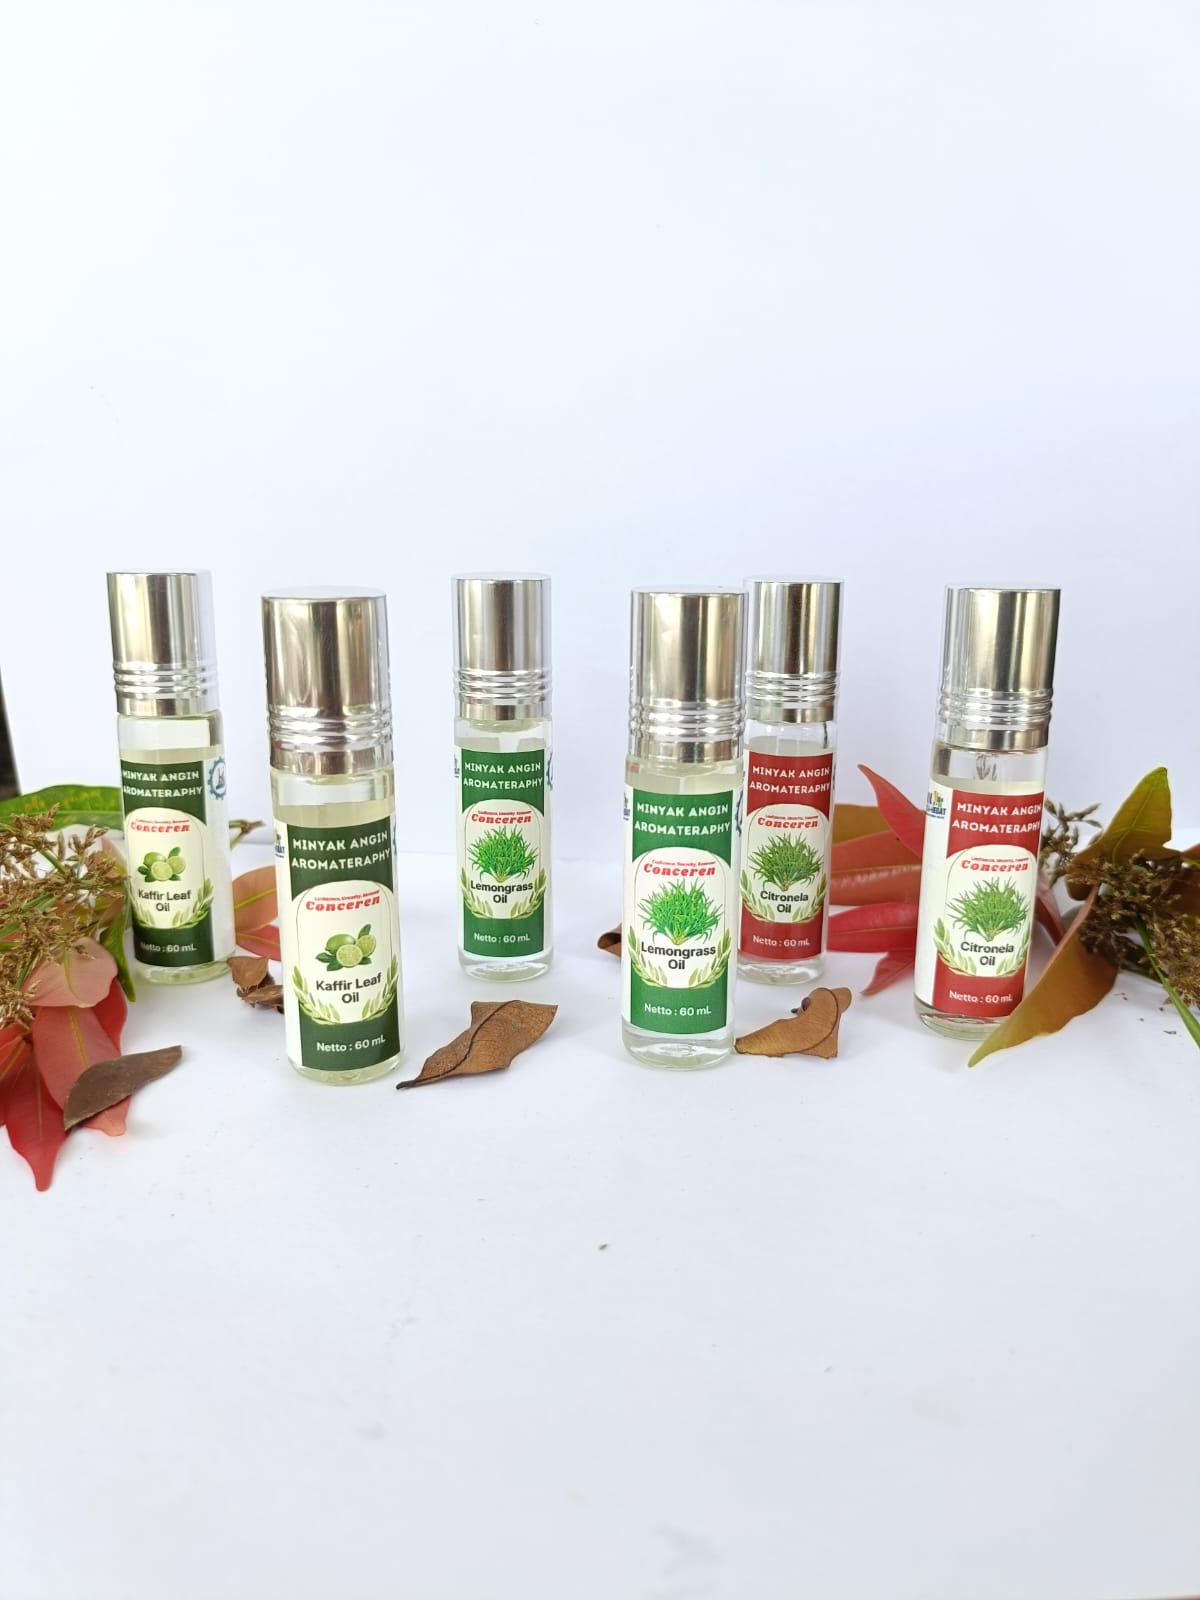 MINYAK ANGIN
AROMATERAPHY
Conceren
Kaffir Leaf
Oil
Netto : 60 mL
MINYAK ANGIN
AROMATERAPHY
Conceren
Kaffir Leaf
Oil
Netto : 60 mL
MINYAK ANGIN
AROMATERAPHY
Conceren
Lemongrass
Oil
Netto : 60 mL
MINYAK ANGIN
AROMATERAPHY
Conceren
Lemongrass
Oil
Netto : 60 mL
MINYAK ANGIN
AROMATERAPHY
Conceren
Citronela
Oil
Netto : 60 mL
MINYAK ANGIN
AROMATERAPHY
Conceren
Citronela
Oil
Netto : 60 mL